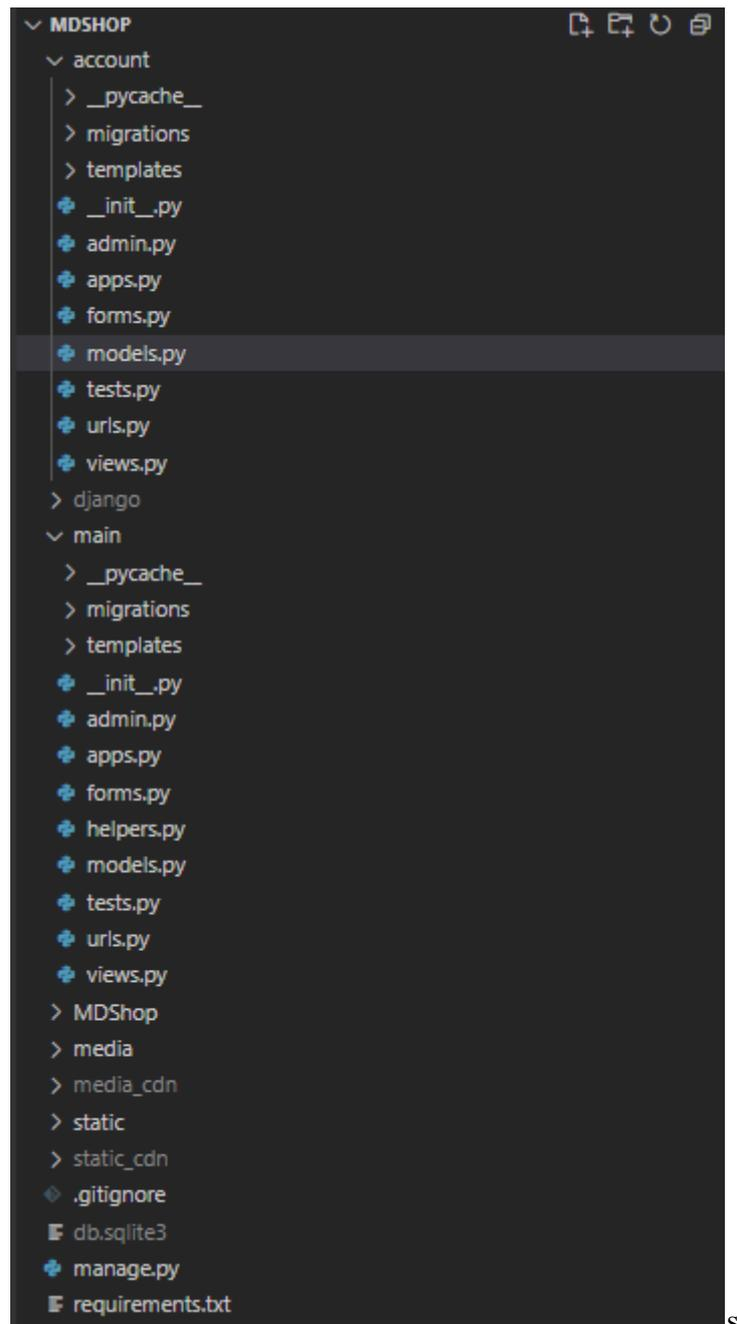 MDSHOP
account
__pycache__
migrations
templates
__init__.py
admin.py
apps.py
forms.py
models.py
tests.py
urls.py
views.py
django
main
__pycache__
migrations
templates
__init__.py
admin.py
apps.py
forms.py
helpers.py
models.py
tests.py
urls.py
views.py
MDShop
media
media_cdn
static
static_cdn
.gitignore
db.sqlite3
manage.py
requirements.txt
s